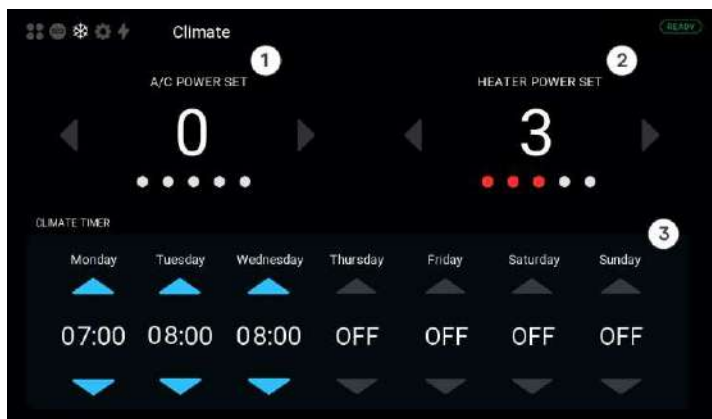 Climate
READY
1
2
A/C POWER SET
HEATER POWER SET
0
3
CLIMATE TIMER
3
Monday Tuesday Wednesday Thursday Friday Saturday Sunday
07:00 08:00 08:00 OFF OFF OFF OFF